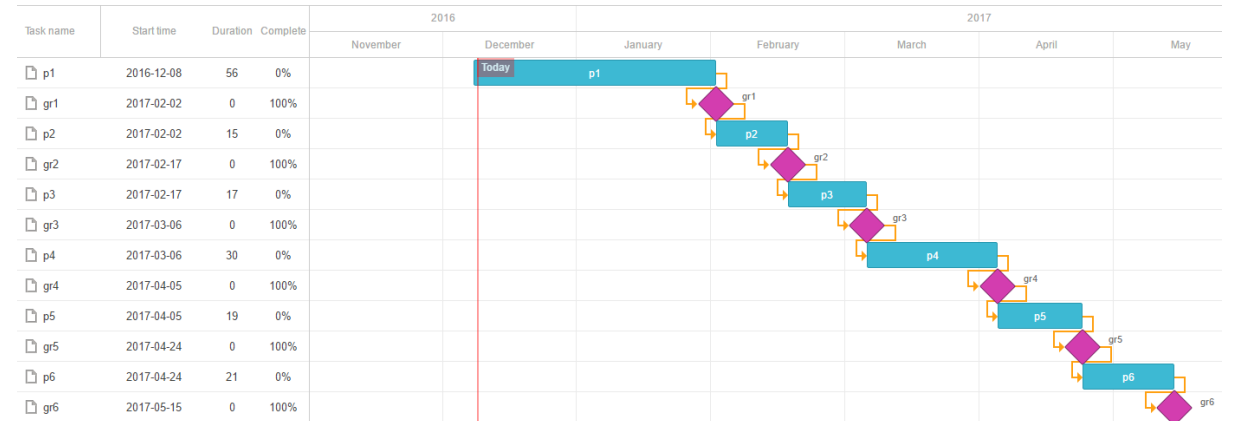 2016 2017
Task name Start time Duration Complete
November December January February March April May
p1 2016-12-08 56 0% Today p1
gr1 2017-02-02 0 100% gr1
p2 2017-02-02 15 0% p2
gr2 2017-02-17 0 100% gr2
p3 2017-02-17 17 0% p3
gr3 2017-03-06 0 100% gr3
p4 2017-03-06 30 0% p4
gr4 2017-04-05 0 100% gr4
p5 2017-04-05 19 0% p5
gr5 2017-04-24 0 100% gr5
p6 2017-04-24 21 0% p6
gr6 2017-05-15 0 100% gr6